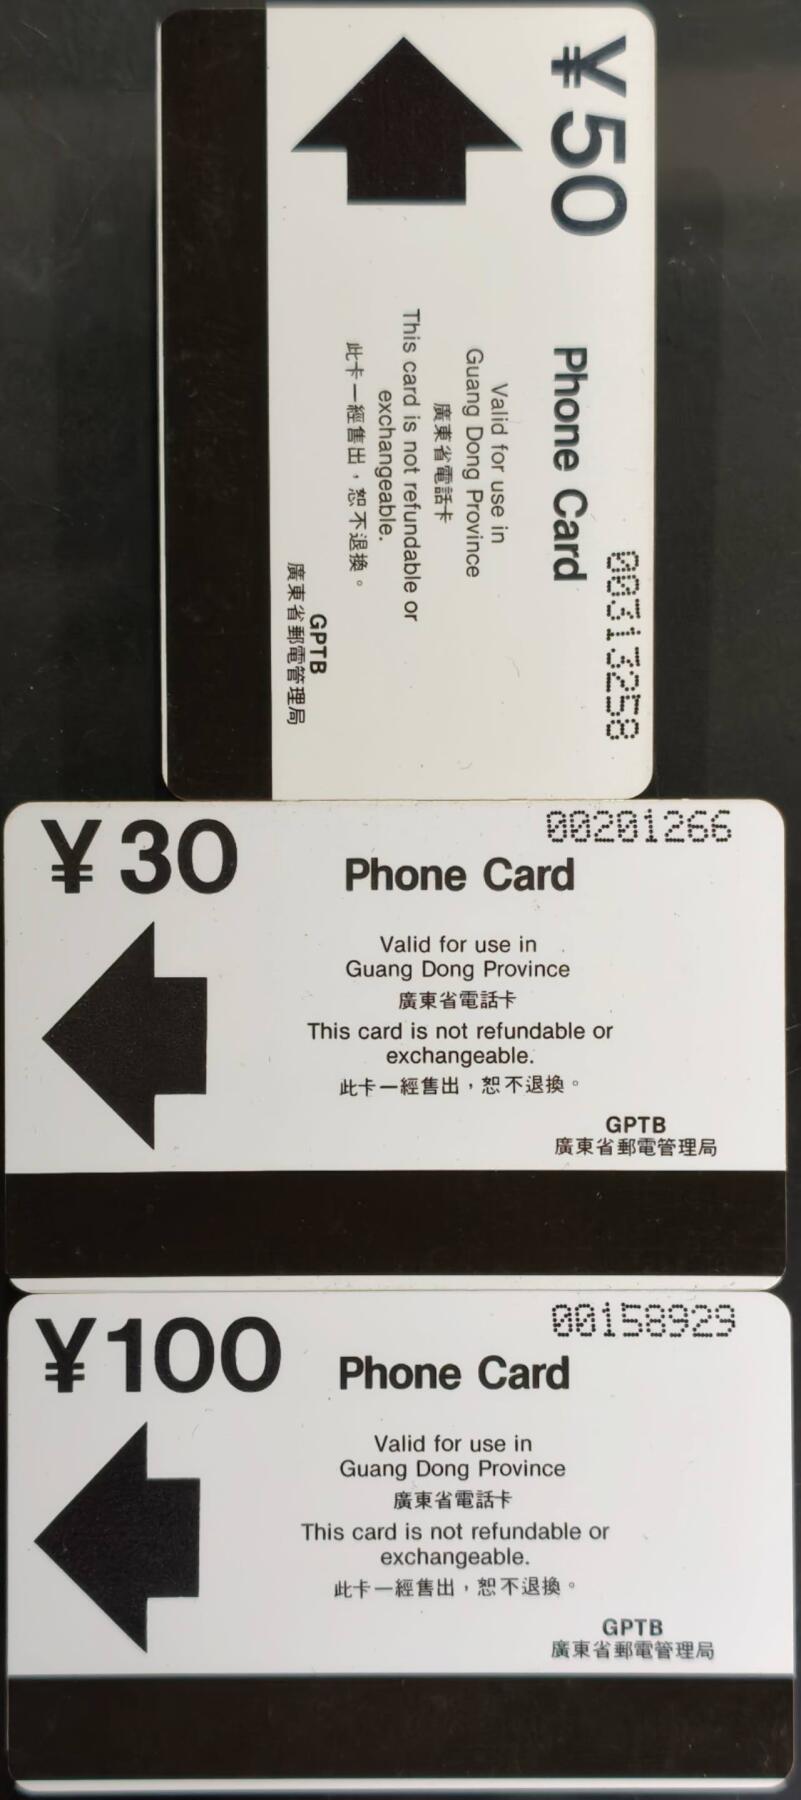 ¥50
00313258
Phone Card
Valid for use in
Guang Dong Province
廣東省電話卡
This card is not refundable or
exchangeable.
此卡一經售出，恕不退換。
GPTB
廣東省郵電管理局
¥30
00201266
Phone Card
Valid for use in
Guang Dong Province
廣東省電話卡
This card is not refundable or
exchangeable.
此卡一經售出，恕不退換。
GPTB
廣東省郵電管理局
¥100
00158929
Phone Card
Valid for use in
Guang Dong Province
廣東省電話卡
This card is not refundable or
exchangeable.
此卡一經售出，恕不退換。
GPTB
廣東省郵電管理局